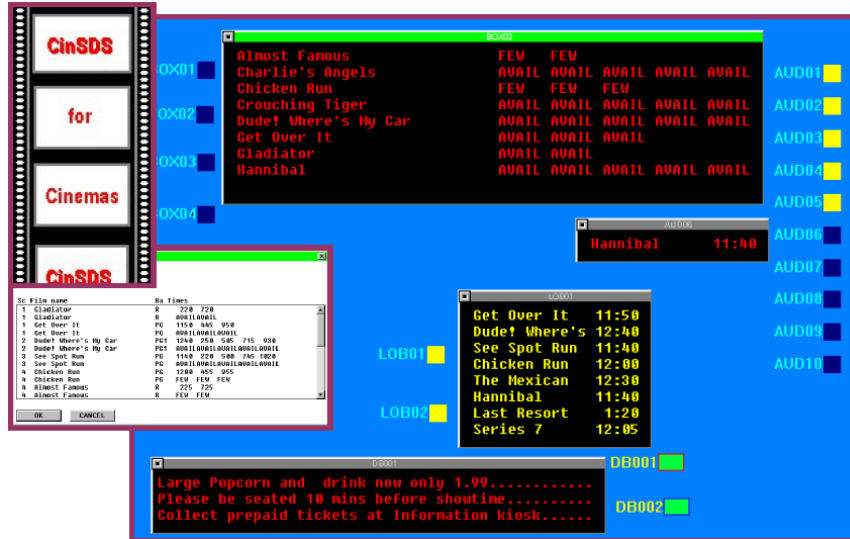 CinSDS
for
Cinemas
CinSDS
BOX01
BOX02
BOX03
BOX04
BOX02
Almost Famous FEW FEW
Charlie's Angels AVAIL AVAIL AVAIL AVAIL AVAIL
Chicken Run FEW FEW FEW
Crouching Tiger AVAIL AVAIL AVAIL AVAIL AVAIL
Dude! Where's My Car AVAIL AVAIL AVAIL AVAIL AVAIL
Get Over It AVAIL AVAIL AVAIL
Gladiator AVAIL AVAIL
Hannibal AVAIL AVAIL AVAIL AVAIL AVAIL
AUD01
AUD02
AUD03
AUD04
AUD05
AUD06
AUD07
AUD08
AUD09
AUD10
AUD06
Hannibal 11:40
Sc Film name Ra Times
1 Gladiator R 220 720
1 Gladiator R AVAILAVAIL
1 Get Over It PG 1150 445 950
1 Get Over It PG AVAILAVAILAVAIL
2 Dude! Where's My Car PG1 1240 250 505 715 930
2 Dude! Where's My Car PG1 AVAILAVAILAVAILAVAILAVAIL
3 See Spot Run PG 1140 220 500 745 1020
3 See Spot Run PG AVAILAVAILAVAILAVAILAVAIL
4 Chicken Run PG 1200 455 955
4 Chicken Run PG FEW FEW FEW
4 Almost Famous R 225 725
4 Almost Famous R FEW FEW
OK CANCEL
LOB01
LOB02
LOB01
Get Over It 11:50
Dude! Where's 12:40
See Spot Run 11:40
Chicken Run 12:00
The Mexican 12:30
Hannibal 11:40
Last Resort 1:20
Series 7 12:05
DB001
Large Popcorn and drink now only 1.99............
Please be seated 10 mins before showtime..........
Collect prepaid tickets at Information kiosk......
DB001
DB002